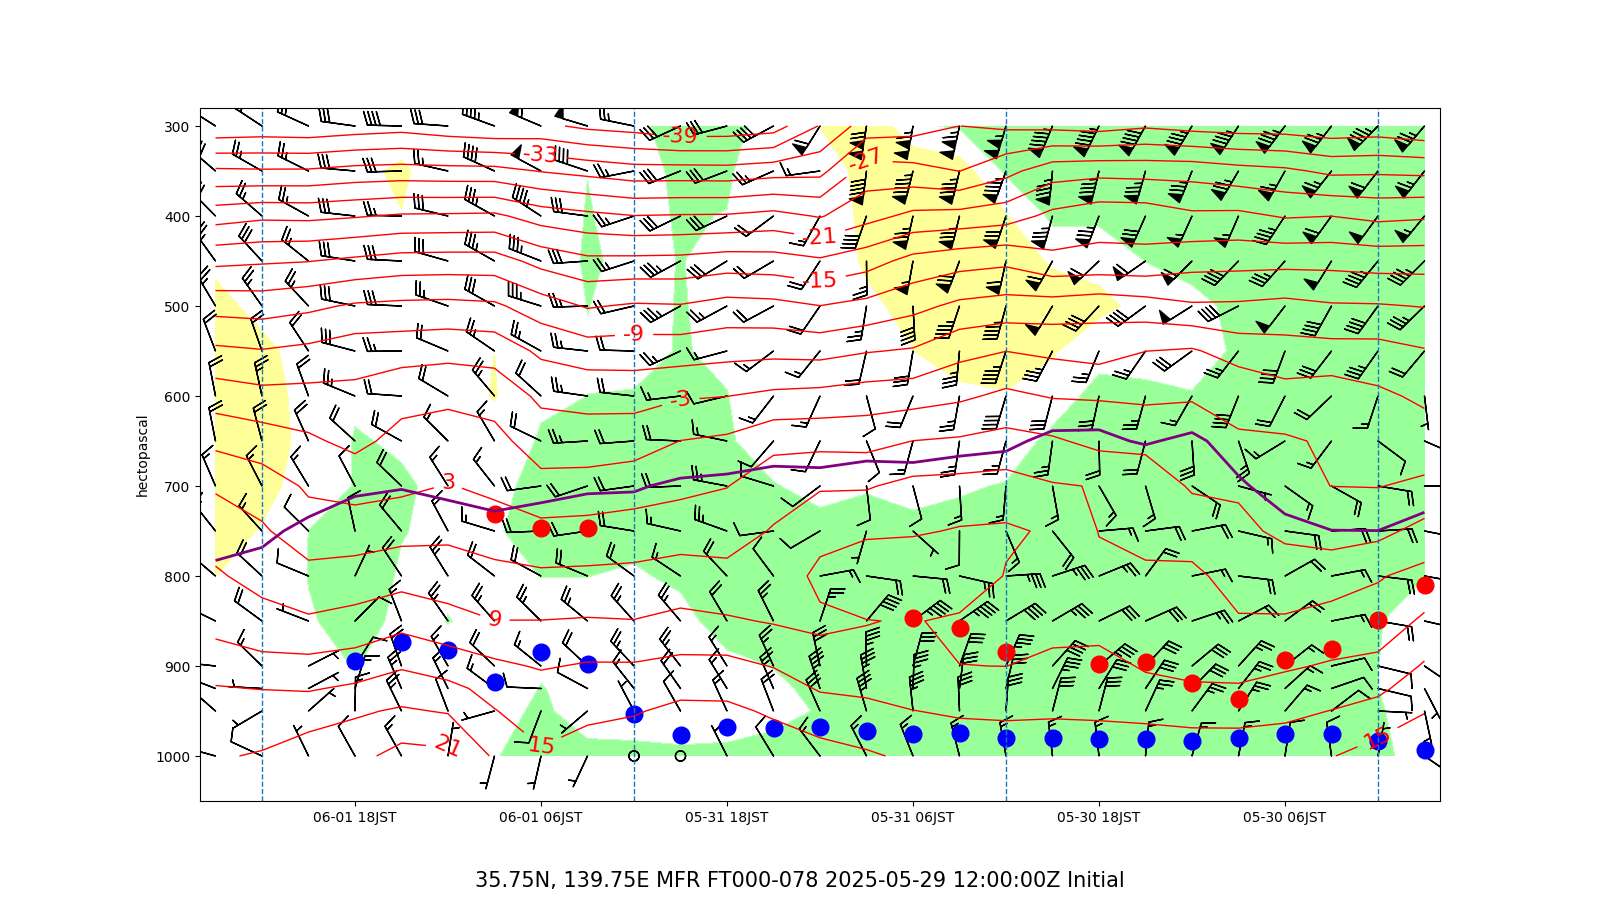 300
400
500
600
700
800
900
1000
hectopascal
-39
-33
-27
-21
-15
-9
-3
3
9
15
21
15
06-01 18JST
06-01 06JST
05-31 18JST
05-31 06JST
05-30 18JST
05-30 06JST
35.75N, 139.75E MFR FT000-078 2025-05-29 12:00:00Z Initial